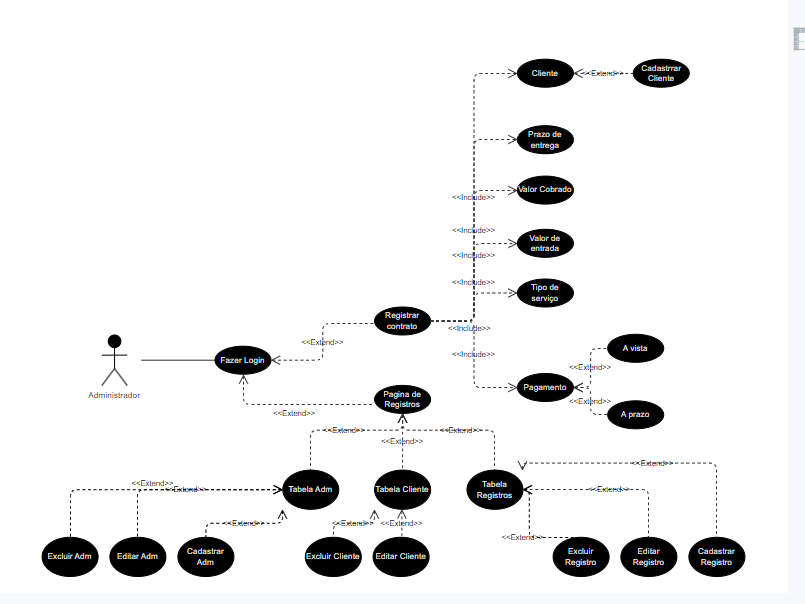 Cliente
<<Extend>>
Cadastrrar
Cliente
Prazo de
entrega
Valor Cobrado
<<Include>>
<<Include>>
Valor de
entrada
<<Include>>
<<Include>>
Tipo de
serviço
Registrar
contrato
<<Include>>
<<Extend>>
A vista
<<Include>>
Fazer Login
<<Extend>>
Administrador
Pagamento
Pagina de
Registros
<<Extend>>
<<Extend>>
A prazo
<<Extend>>
<<Extend>>
<<Extend>>
<<Extend>>
<<Extend>>
<<Extend>>
Tabela Adm
Tabela Cliente
Tabela
Registros
<<Extend>>
<<Extend>>
<<Extend>>
<<Extend>>
<<Extend>>
<<Extend>>
Excluir Adm
Editar Adm
Cadastrar
Adm
Excluir Cliente
Editar Cliente
Excluir
Registro
Editar
Registro
Cadastrar
Registro